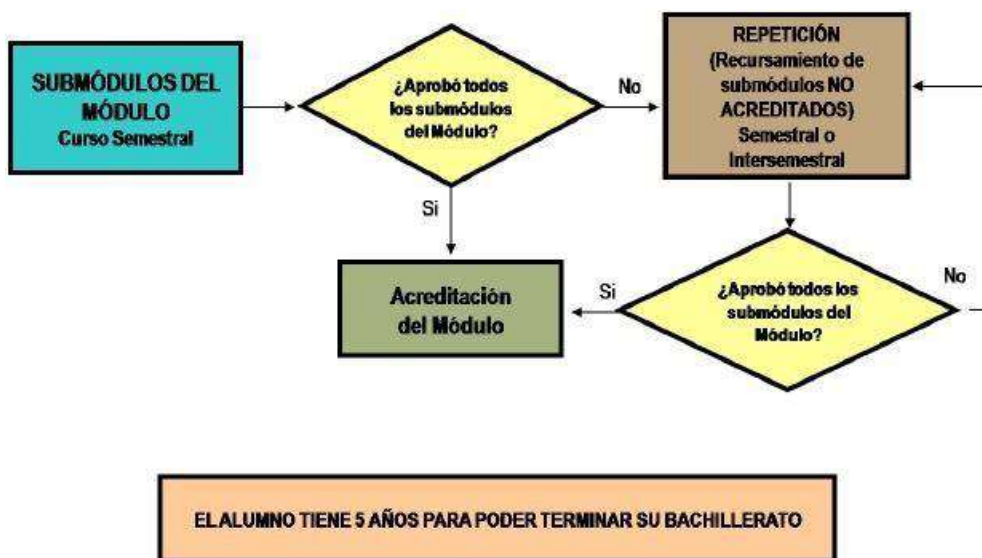 SUBMÓDULOS DEL
MÓDULO
Curso Semestral
¿Aprobó todos
los submódulos
del Módulo?
No
REPETICIÓN
(Recursamiento de
submódulos NO
ACREDITADOS)
Semestral o
Intersemestral
Si
Acreditación
del Módulo
Si
¿Aprobó todos los
submódulos del
Módulo?
No
EL ALUMNO TIENE 5 AÑOS PARA PODER TERMINAR SU BACHILLERATO